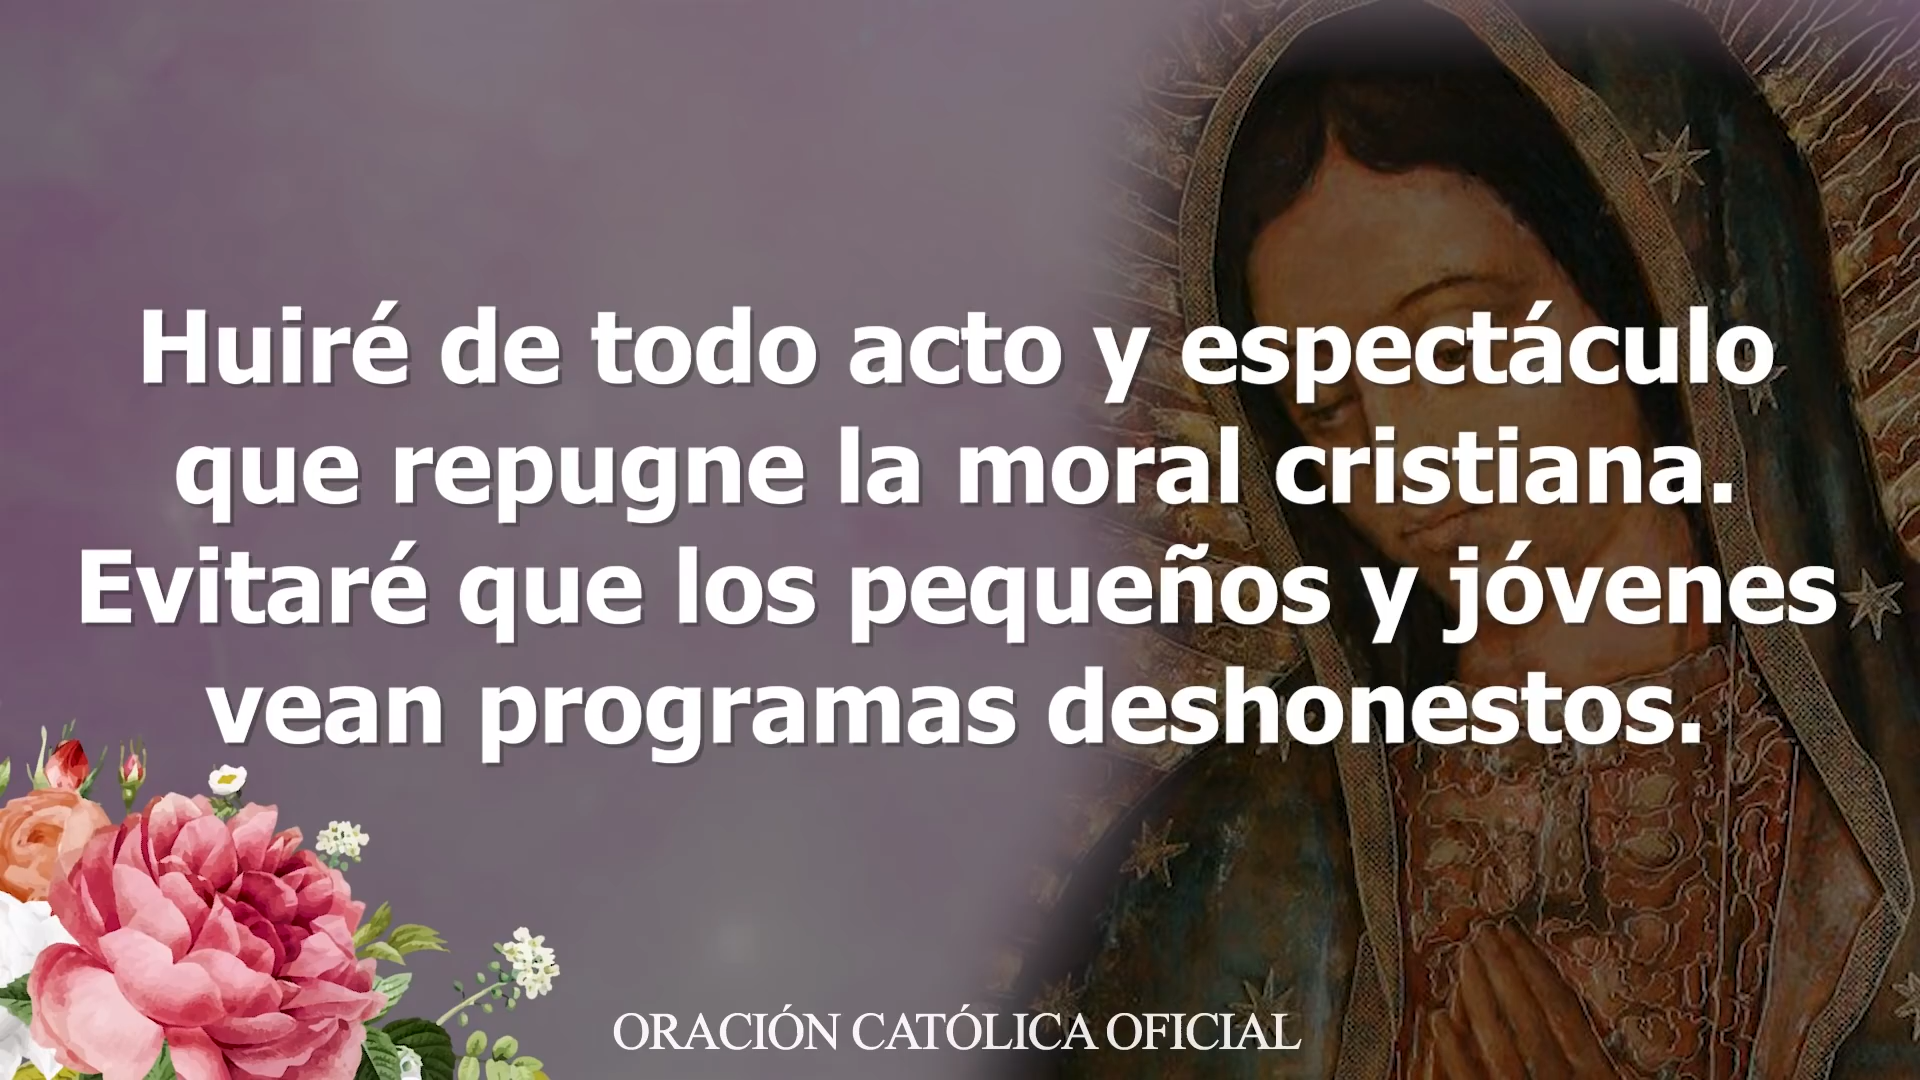 Huiré de todo acto y espectáculo
que repugne la moral cristiana.
Evitaré que los pequeños y jóvenes
vean programas deshonestos.
ORACIÓN CATÓLICA OFICIAL